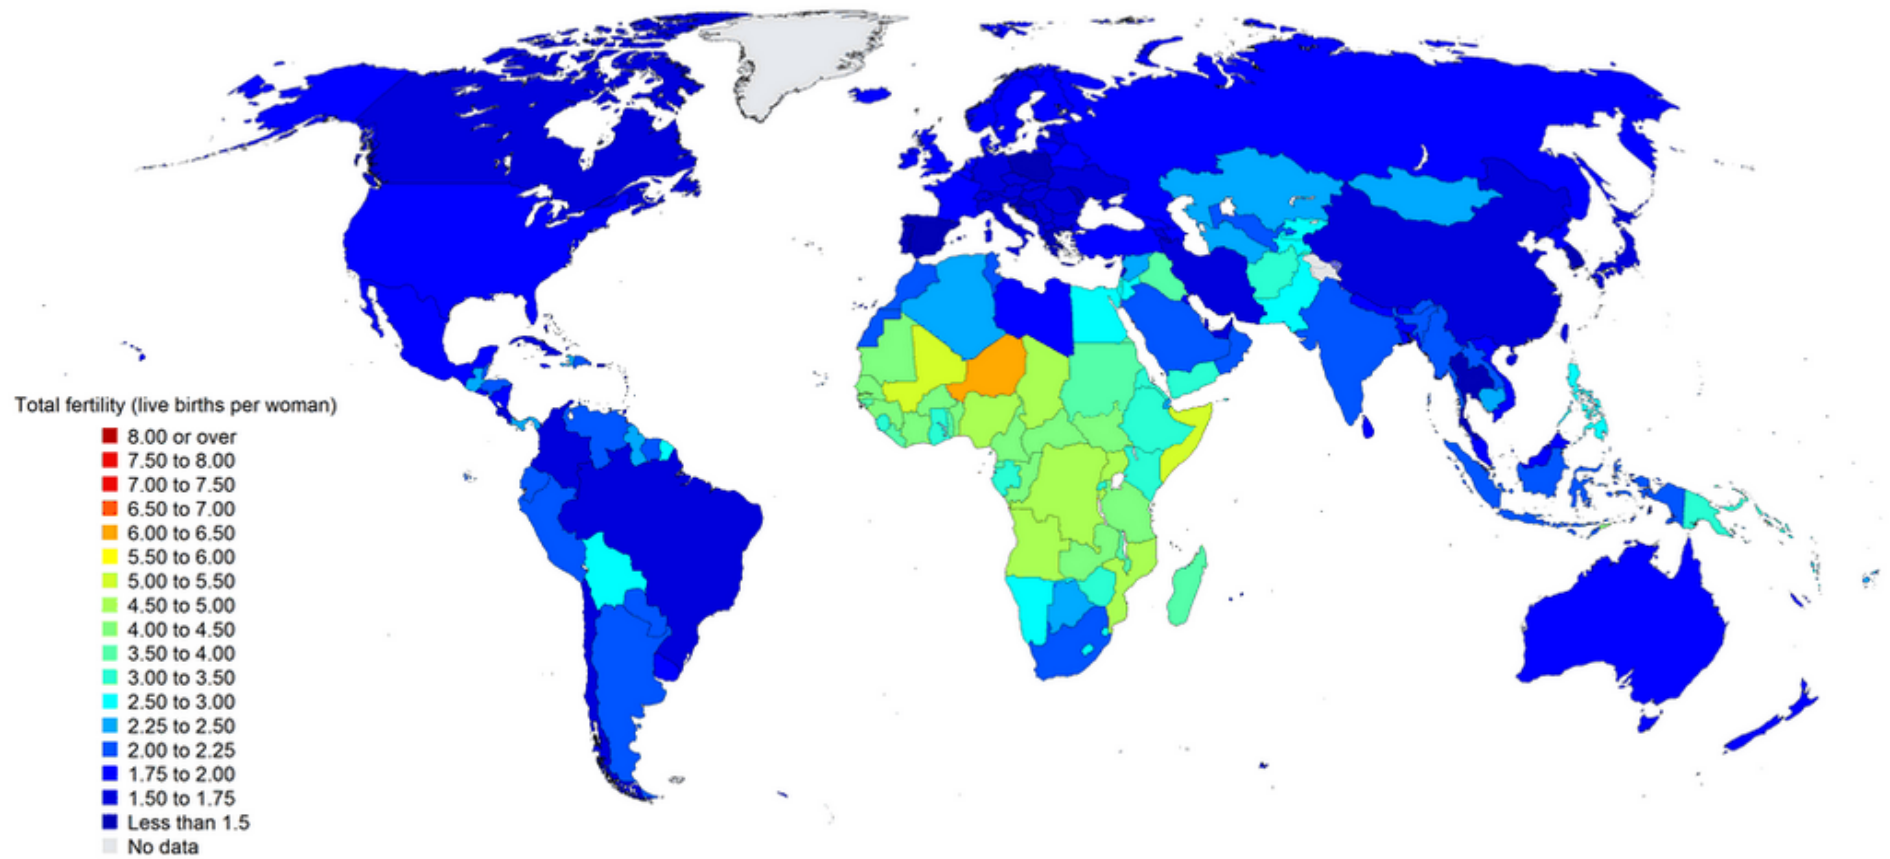 Total fertility (live births per woman)
8.00 or over
7.50 to 8.00
7.00 to 7.50
6.50 to 7.00
6.00 to 6.50
5.50 to 6.00
5.00 to 5.50
4.50 to 5.00
4.00 to 4.50
3.50 to 4.00
3.00 to 3.50
2.50 to 3.00
2.25 to 2.50
2.00 to 2.25
1.75 to 2.00
1.50 to 1.75
Less than 1.5
No data